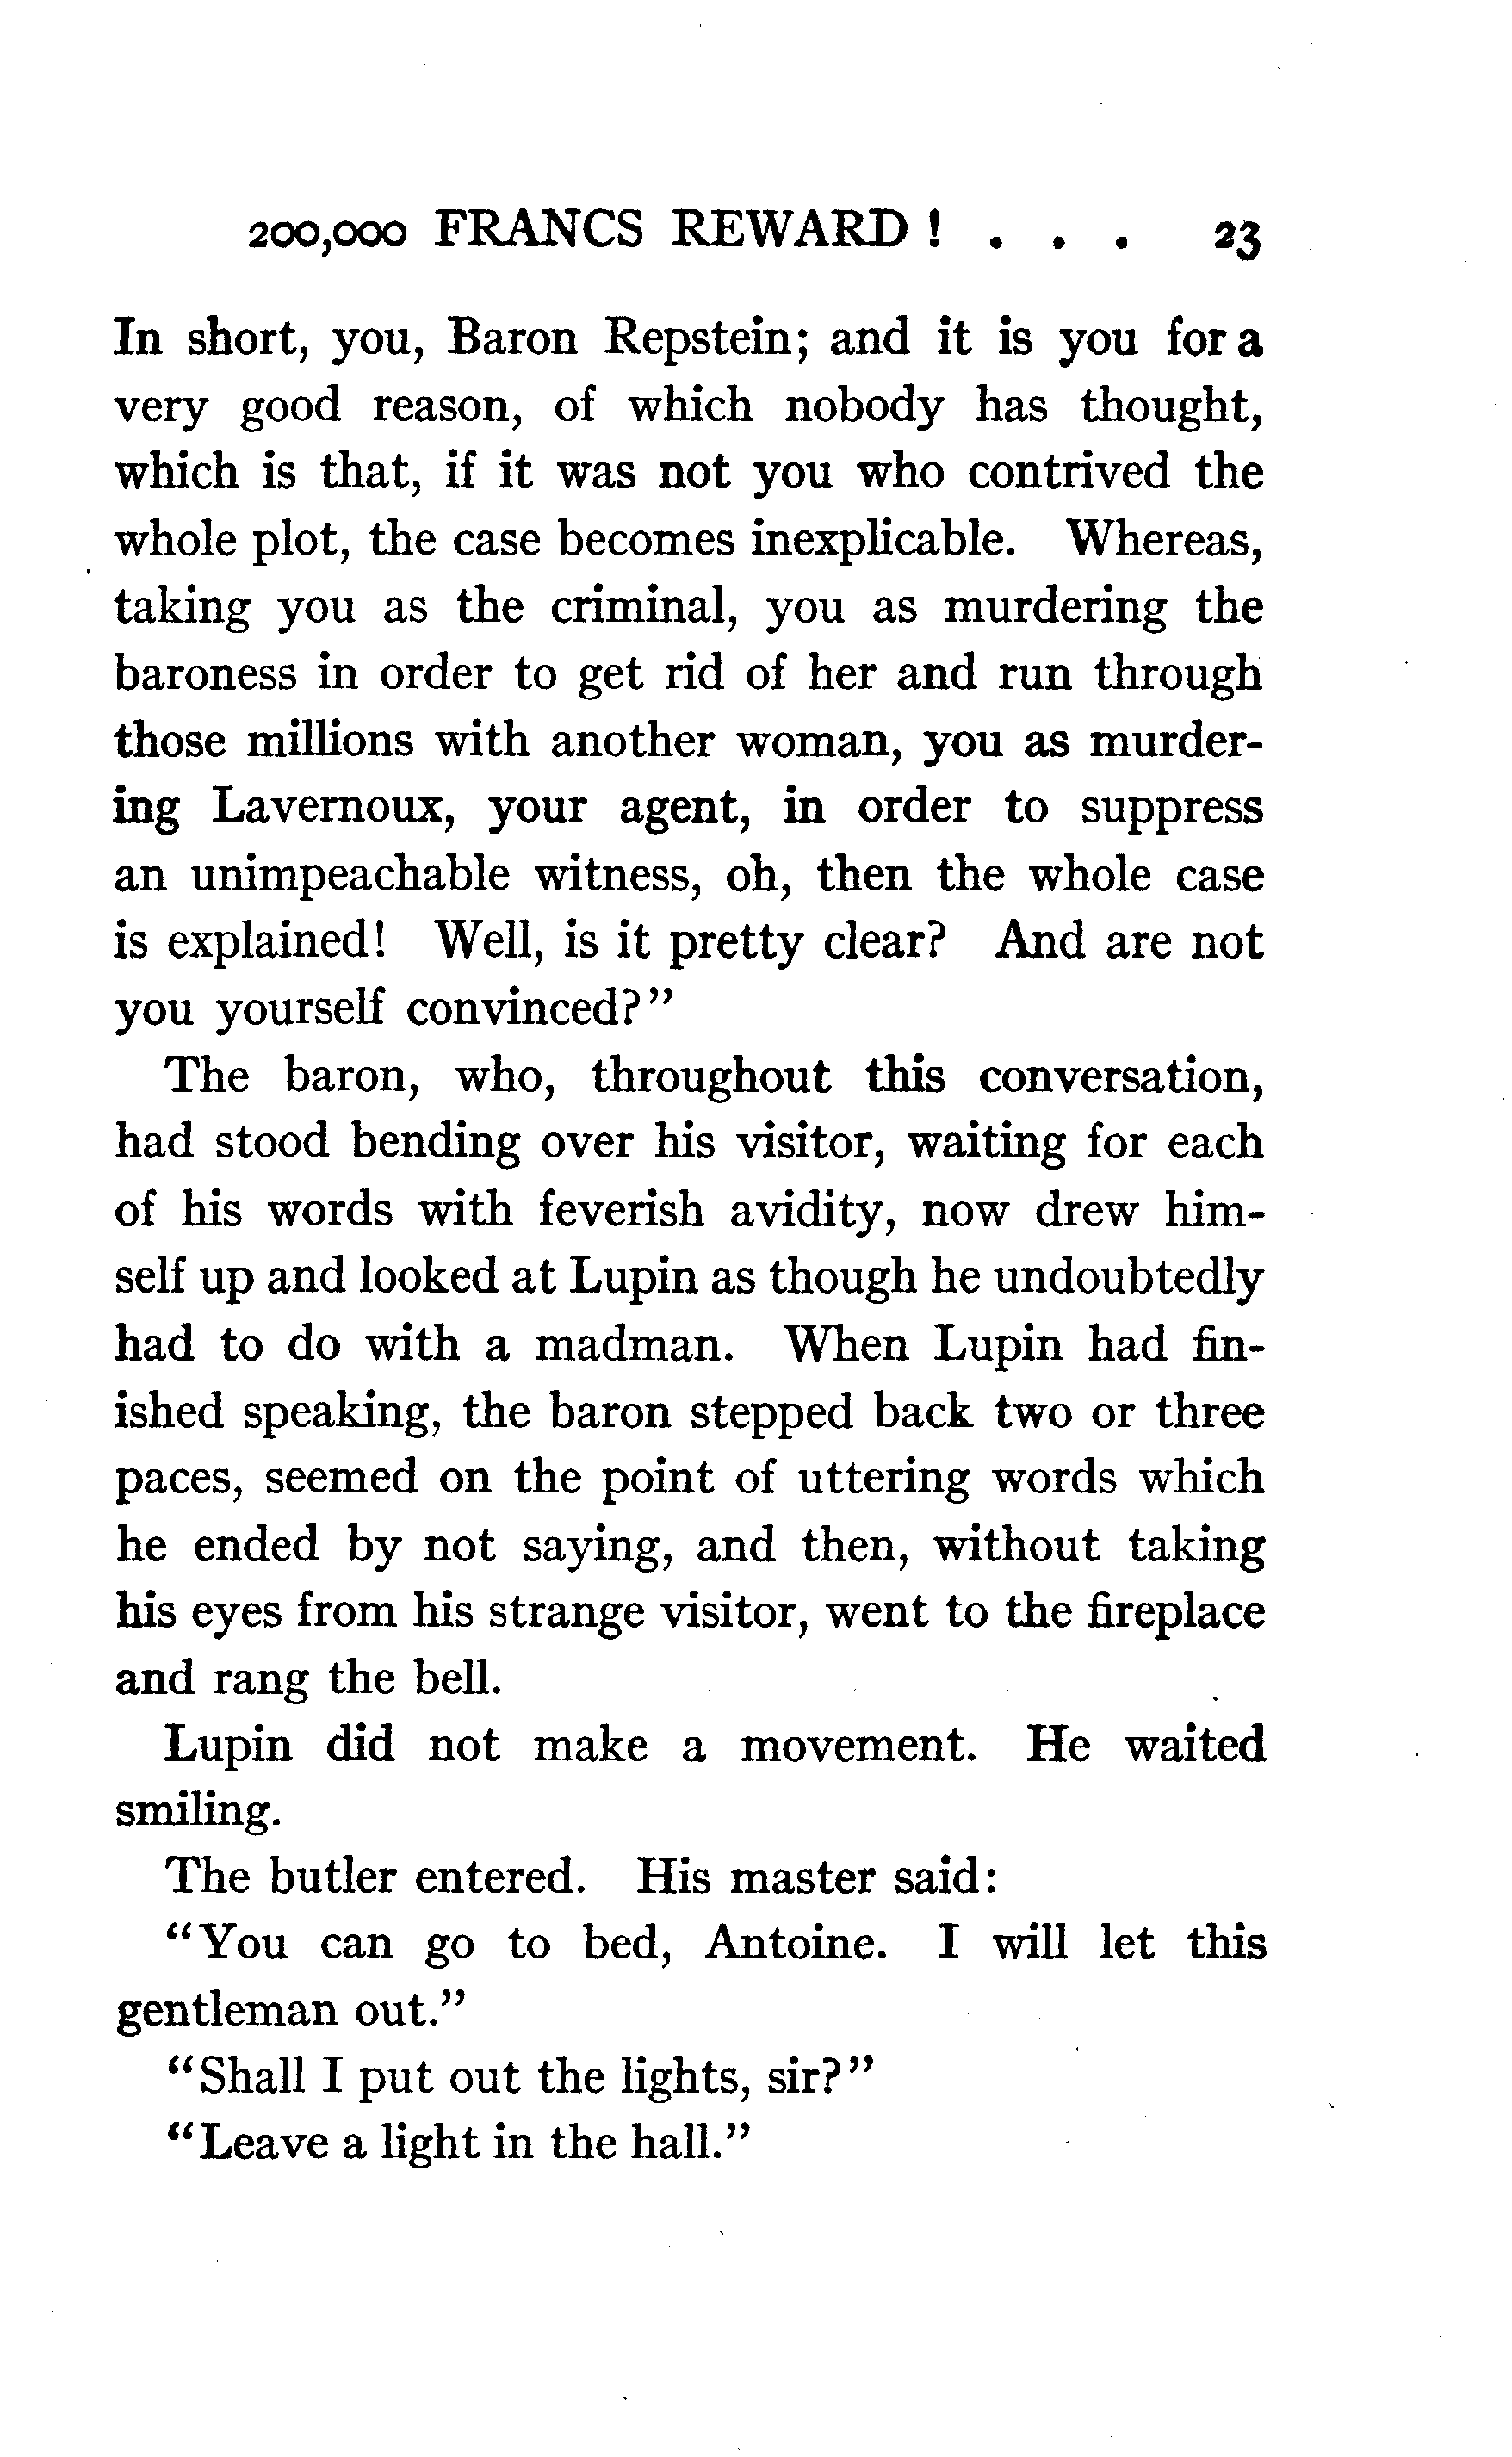 200,000 FRANCS REWARD ! . . . 23
In short, you, Baron Repstein; and it is you for a
very good reason, of which nobody has thought,
which is that, if it was not you who contrived the
whole plot, the case becomes inexplicable. Whereas,
taking you as the criminal, you as murdering the
baroness in order to get rid of her and run through
those millions with another woman, you as murder-
ing Lavernoux, your agent, in order to suppress
an unimpeachable witness, oh, then the whole case
is explained! Well, is it pretty clear? And are not
you yourself convinced?”
The baron, who, throughout this conversation,
had stood bending over his visitor, waiting for each
of his words with feverish avidity, now drew him-
self up and looked at Lupin as though he undoubtedly
had to do with a madman. When Lupin had fin-
ished speaking, the baron stepped back two or three
paces, seemed on the point of uttering words which
he ended by not saying, and then, without taking
his eyes from his strange visitor, went to the fireplace
and rang the bell.
Lupin did not make a movement. He waited
smiling.
The butler entered. His master said:
“You can go to bed, Antoine. I will let this
gentleman out.”
“Shall I put out the lights, sir?”
“Leave a light in the hall.”